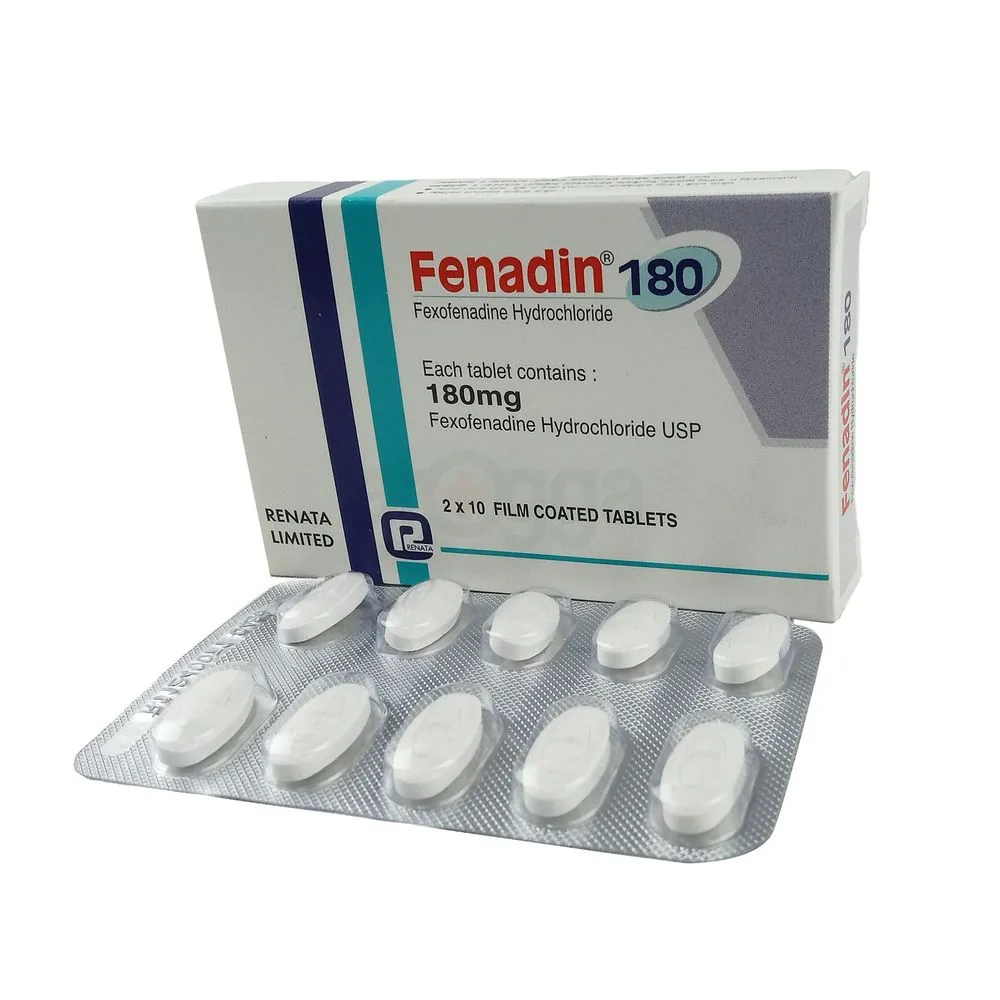 Fenadin® 180
Fexofenadine Hydrochloride
Each tablet contains :
180mg
Fexofenadine Hydrochloride USP
2 x 10 FILM COATED TABLETS
RENATA
LIMITED
RENATA
Fenadin® 180